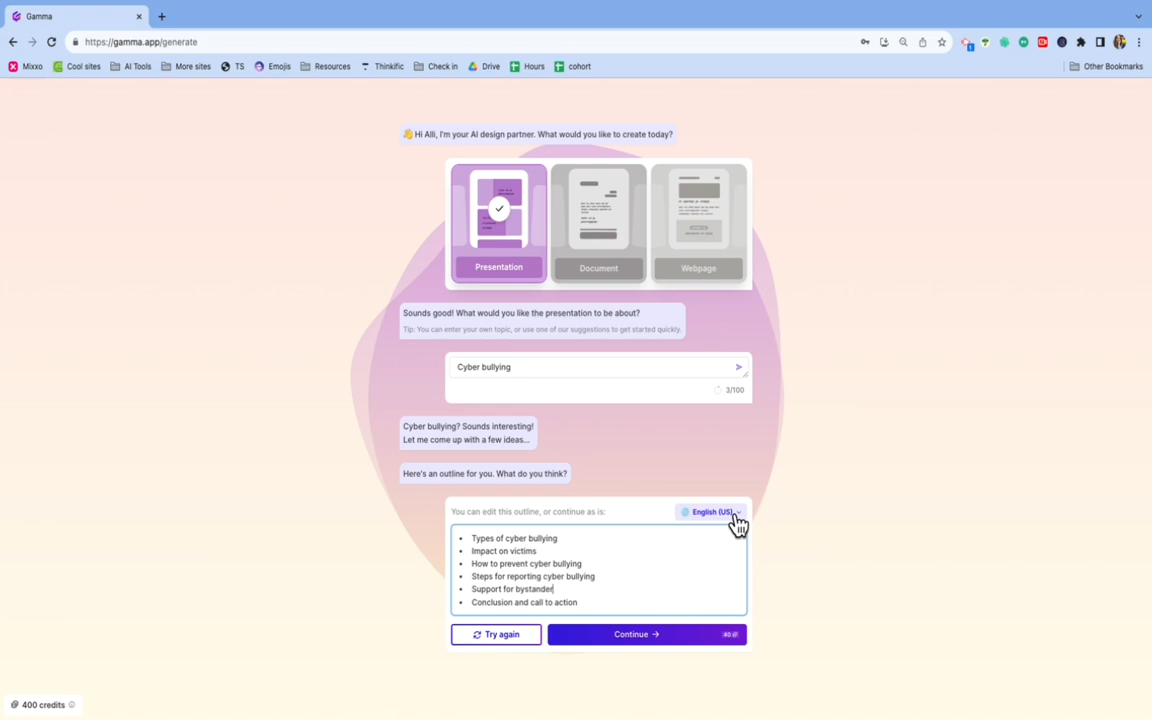 Gamma
https://gamma.app/generate
Mixxo
Cool sites
AI Tools
More sites
TS
Emojis
Resources
Thinkific
Check in
Drive
Hours
cohort
Other Bookmarks
👋 Hi Alli, I'm your AI design partner. What would you like to create today?
Presentation
Document
Webpage
Sounds good! What would you like the presentation to be about?
Tip: You can enter your own topic, or use one of our suggestions to get started quickly.
Cyber bullying
3/100
Cyber bullying? Sounds interesting!
Let me come up with a few ideas...
Here's an outline for you. What do you think?
You can edit this outline, or continue as is:
English (US)
• Types of cyber bullying
• Impact on victims
• How to prevent cyber bullying
• Steps for reporting cyber bullying
• Support for bystander
• Conclusion and call to action
Try again
Continue →
40
400 credits